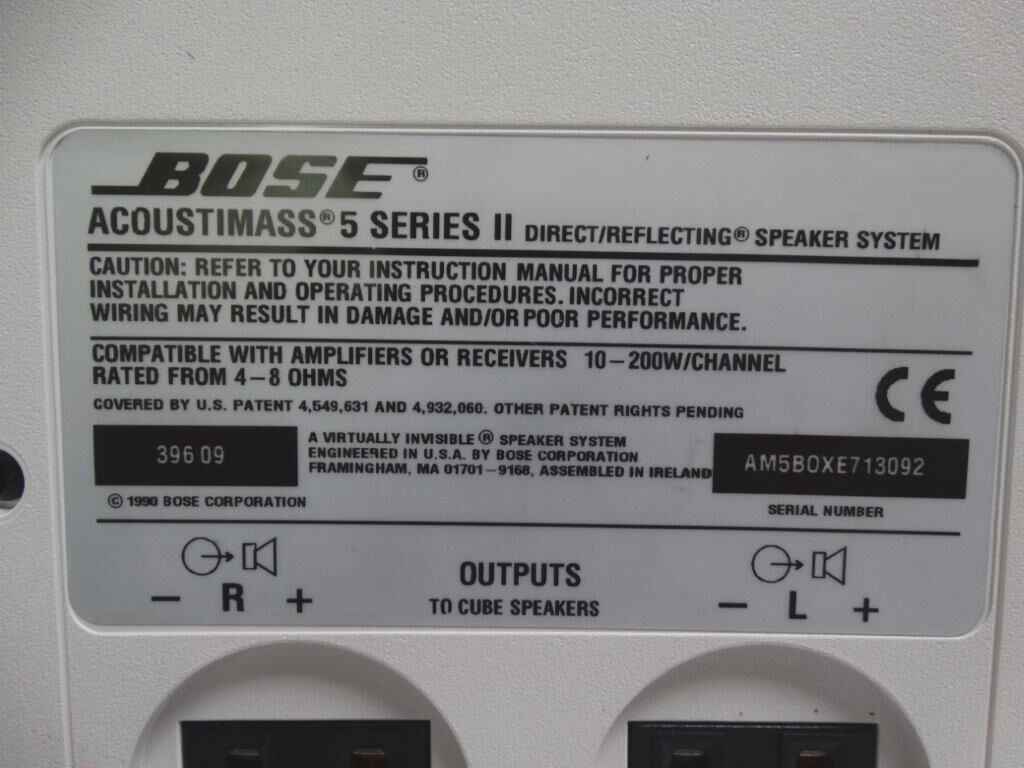 BOSE®
ACOUSTIMASS® 5 SERIES II DIRECT/REFLECTING® SPEAKER SYSTEM
CAUTION: REFER TO YOUR INSTRUCTION MANUAL FOR PROPER
INSTALLATION AND OPERATING PROCEDURES. INCORRECT
WIRING MAY RESULT IN DAMAGE AND/OR POOR PERFORMANCE.
COMPATIBLE WITH AMPLIFIERS OR RECEIVERS 10–200W/CHANNEL
RATED FROM 4–8 OHMS
CE
COVERED BY U.S. PATENT 4,549,631 AND 4,932,060. OTHER PATENT RIGHTS PENDING
396 09
A VIRTUALLY INVISIBLE® SPEAKER SYSTEM
ENGINEERED IN U.S.A. BY BOSE CORPORATION
FRAMINGHAM, MA 01701–9168, ASSEMBLED IN IRELAND
AM5BOXE713092
© 1990 BOSE CORPORATION
SERIAL NUMBER
– R +
OUTPUTS
TO CUBE SPEAKERS
– L +